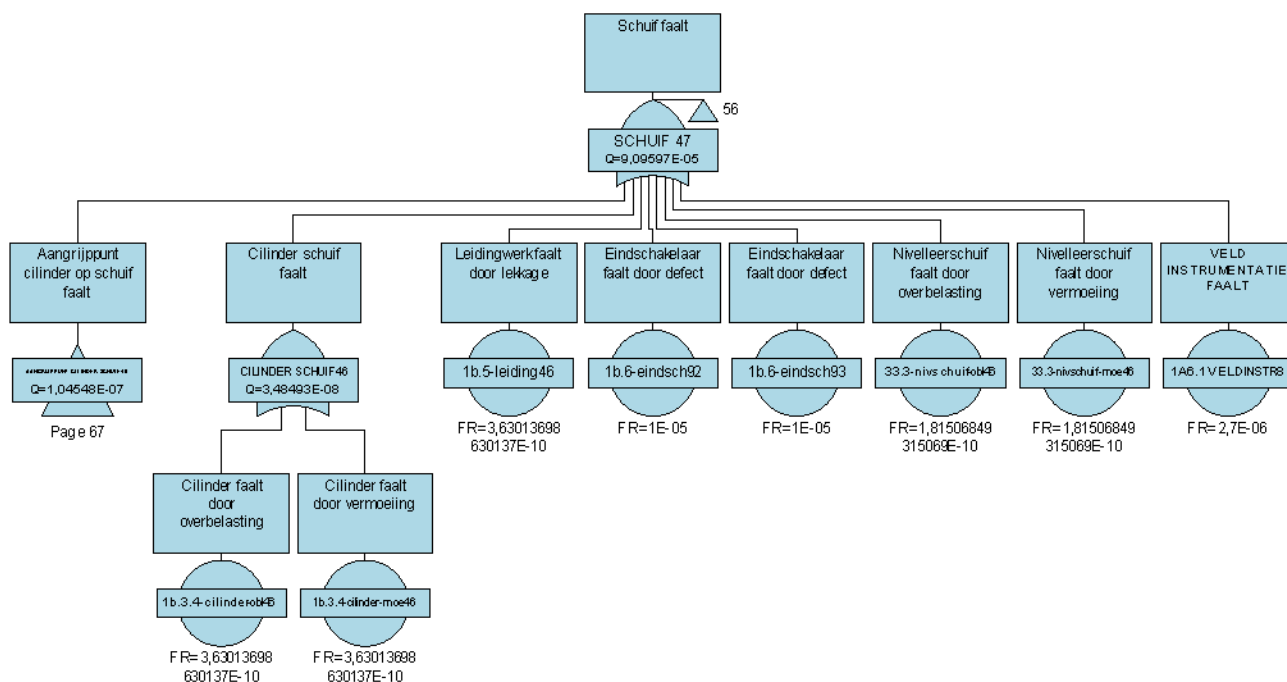 Schuif faalt
56
SCHUIF 47
Q=9,09597E-05
Aangrijppunt
cilinder op schuif
faalt
Cilinder schuif
faalt
Leidingwerkfaalt
door lekkage
Eindschakelaar
faalt door defect
Eindschakelaar
faalt door defect
Nivelleerschuif
faalt door
overbelasting
Nivelleerschuif
faalt door
vermoeiing
VELD
INSTRUMENTATIE
FAALT
Q=1,04548E-07
CILINDER SCHUIF46
Q=3,48493E-08
1b.5-leiding46
1b.6-eindsch92
1b.6-eindsch93
33.3-nivschuif-obl46
33.3-nivschuif-moe46
1A6.1VELDINSTR8
Page 67
FR=3,63013698
630137E-10
FR=1E-05
FR=1E-05
FR=1,81506849
315069E-10
FR=1,81506849
315069E-10
FR=2,7E-06
Cilinder faalt
door
overbelasting
Cilinder faalt
door vermoeiing
1b.3.4-cilinder-obl46
1b.3.4-cilinder-moe46
FR=3,63013698
630137E-10
FR=3,63013698
630137E-10